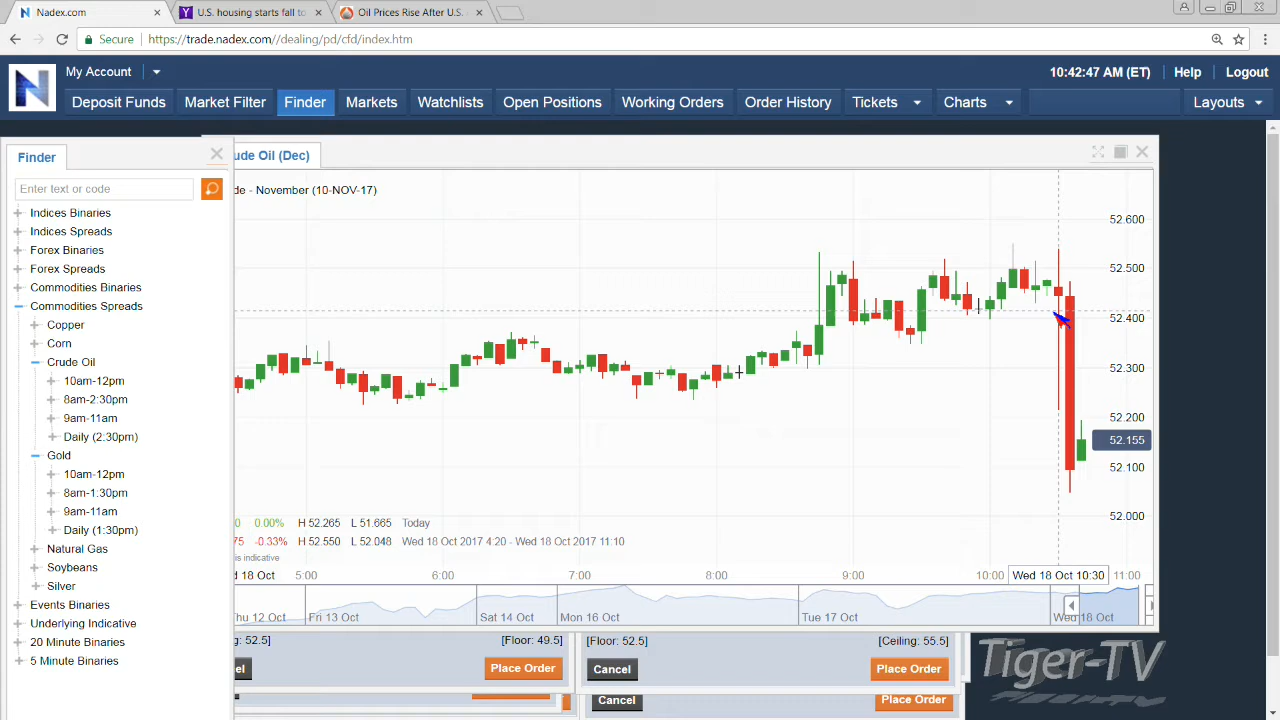 Nadex.com
U.S. housing starts fall to
Oil Prices Rise After U.S.
Secure https://trade.nadex.com//dealing/pd/cfd/index.htm
N
My Account
10:42:47 AM (ET) Help Logout
Deposit Funds Market Filter Finder Markets Watchlists Open Positions Working Orders Order History Tickets Charts Layouts
Finder
Enter text or code
Indices Binaries
Indices Spreads
Forex Binaries
Forex Spreads
Commodities Binaries
Commodities Spreads
Copper
Corn
Crude Oil
10am-12pm
8am-2:30pm
9am-11am
Daily (2:30pm)
Gold
10am-12pm
8am-1:30pm
9am-11am
Daily (1:30pm)
Natural Gas
Soybeans
Silver
Events Binaries
Underlying Indicative
20 Minute Binaries
5 Minute Binaries
ude Oil (Dec)
de - November (10-NOV-17)
52.600
52.500
52.400
52.300
52.200
52.155
52.100
52.000
0 0.00% H 52.265 L 51.665 Today
75 -0.33% H 52.550 L 52.048 Wed 18 Oct 2017 4:20 - Wed 18 Oct 2017 11:10
is indicative
d 18 Oct 5:00 6:00 7:00 8:00 9:00 10:00 Wed 18 Oct 10:30 11:00
Thu 12 Oct Fri 13 Oct Sat 14 Oct Mon 16 Oct Tue 17 Oct Wed 18 Oct
g: 52.5] [Floor: 49.5] [Floor: 52.5] [Ceiling: 55.5]
el Place Order Cancel Place Order
Cancel Place Order
Tiger-TV